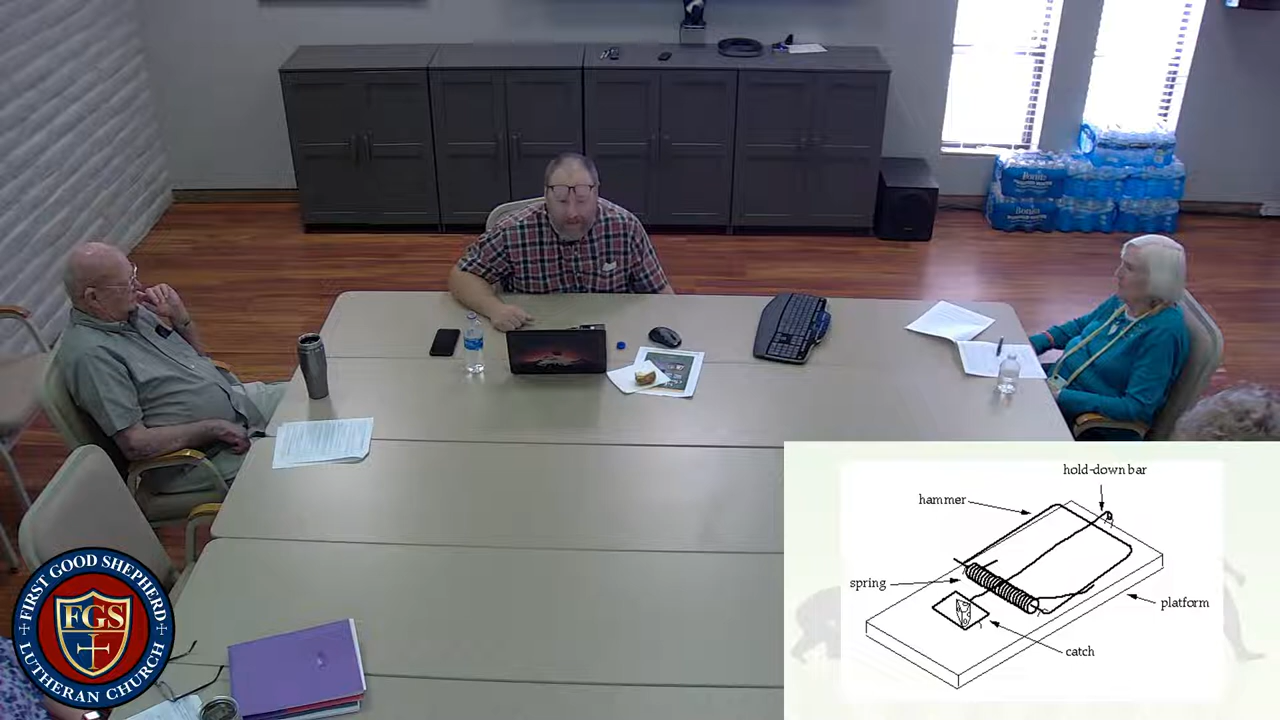 hold-down bar
hammer
spring
platform
catch
FIRST GOOD SHEPHERD
FGS
LUTHERAN CHURCH